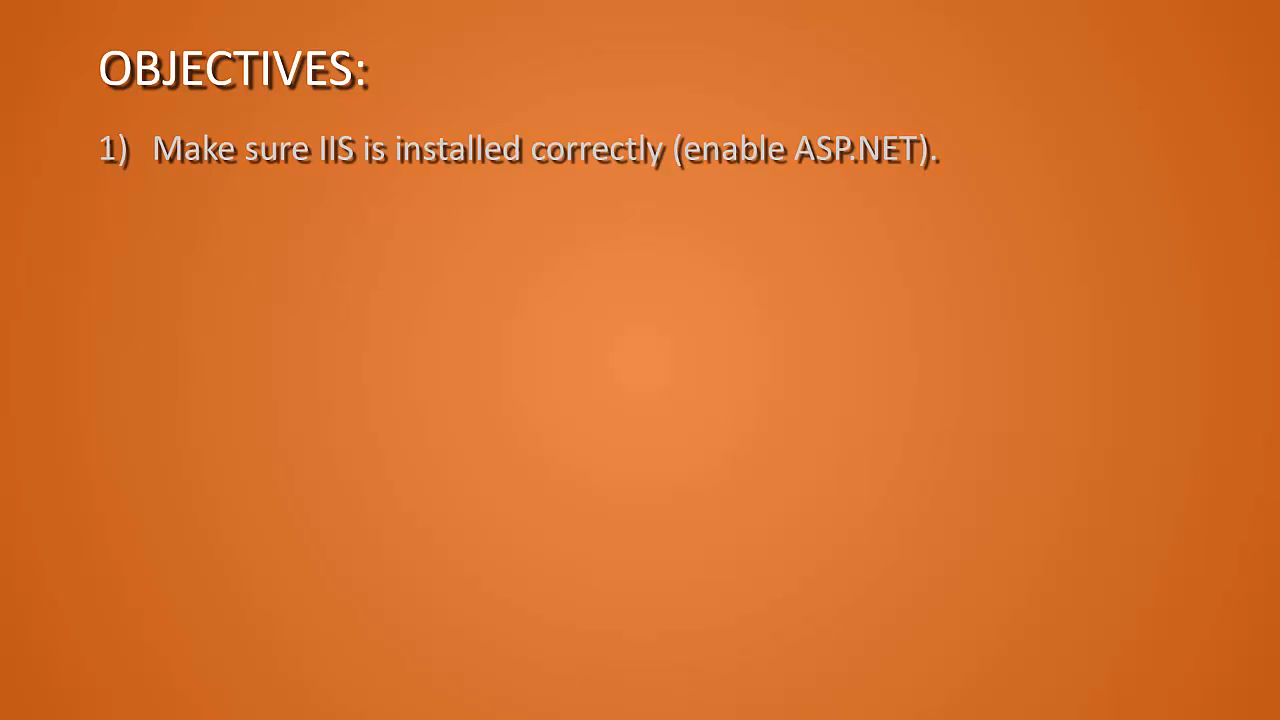 OBJECTIVES:
1) Make sure IIS is installed correctly (enable ASP.NET).